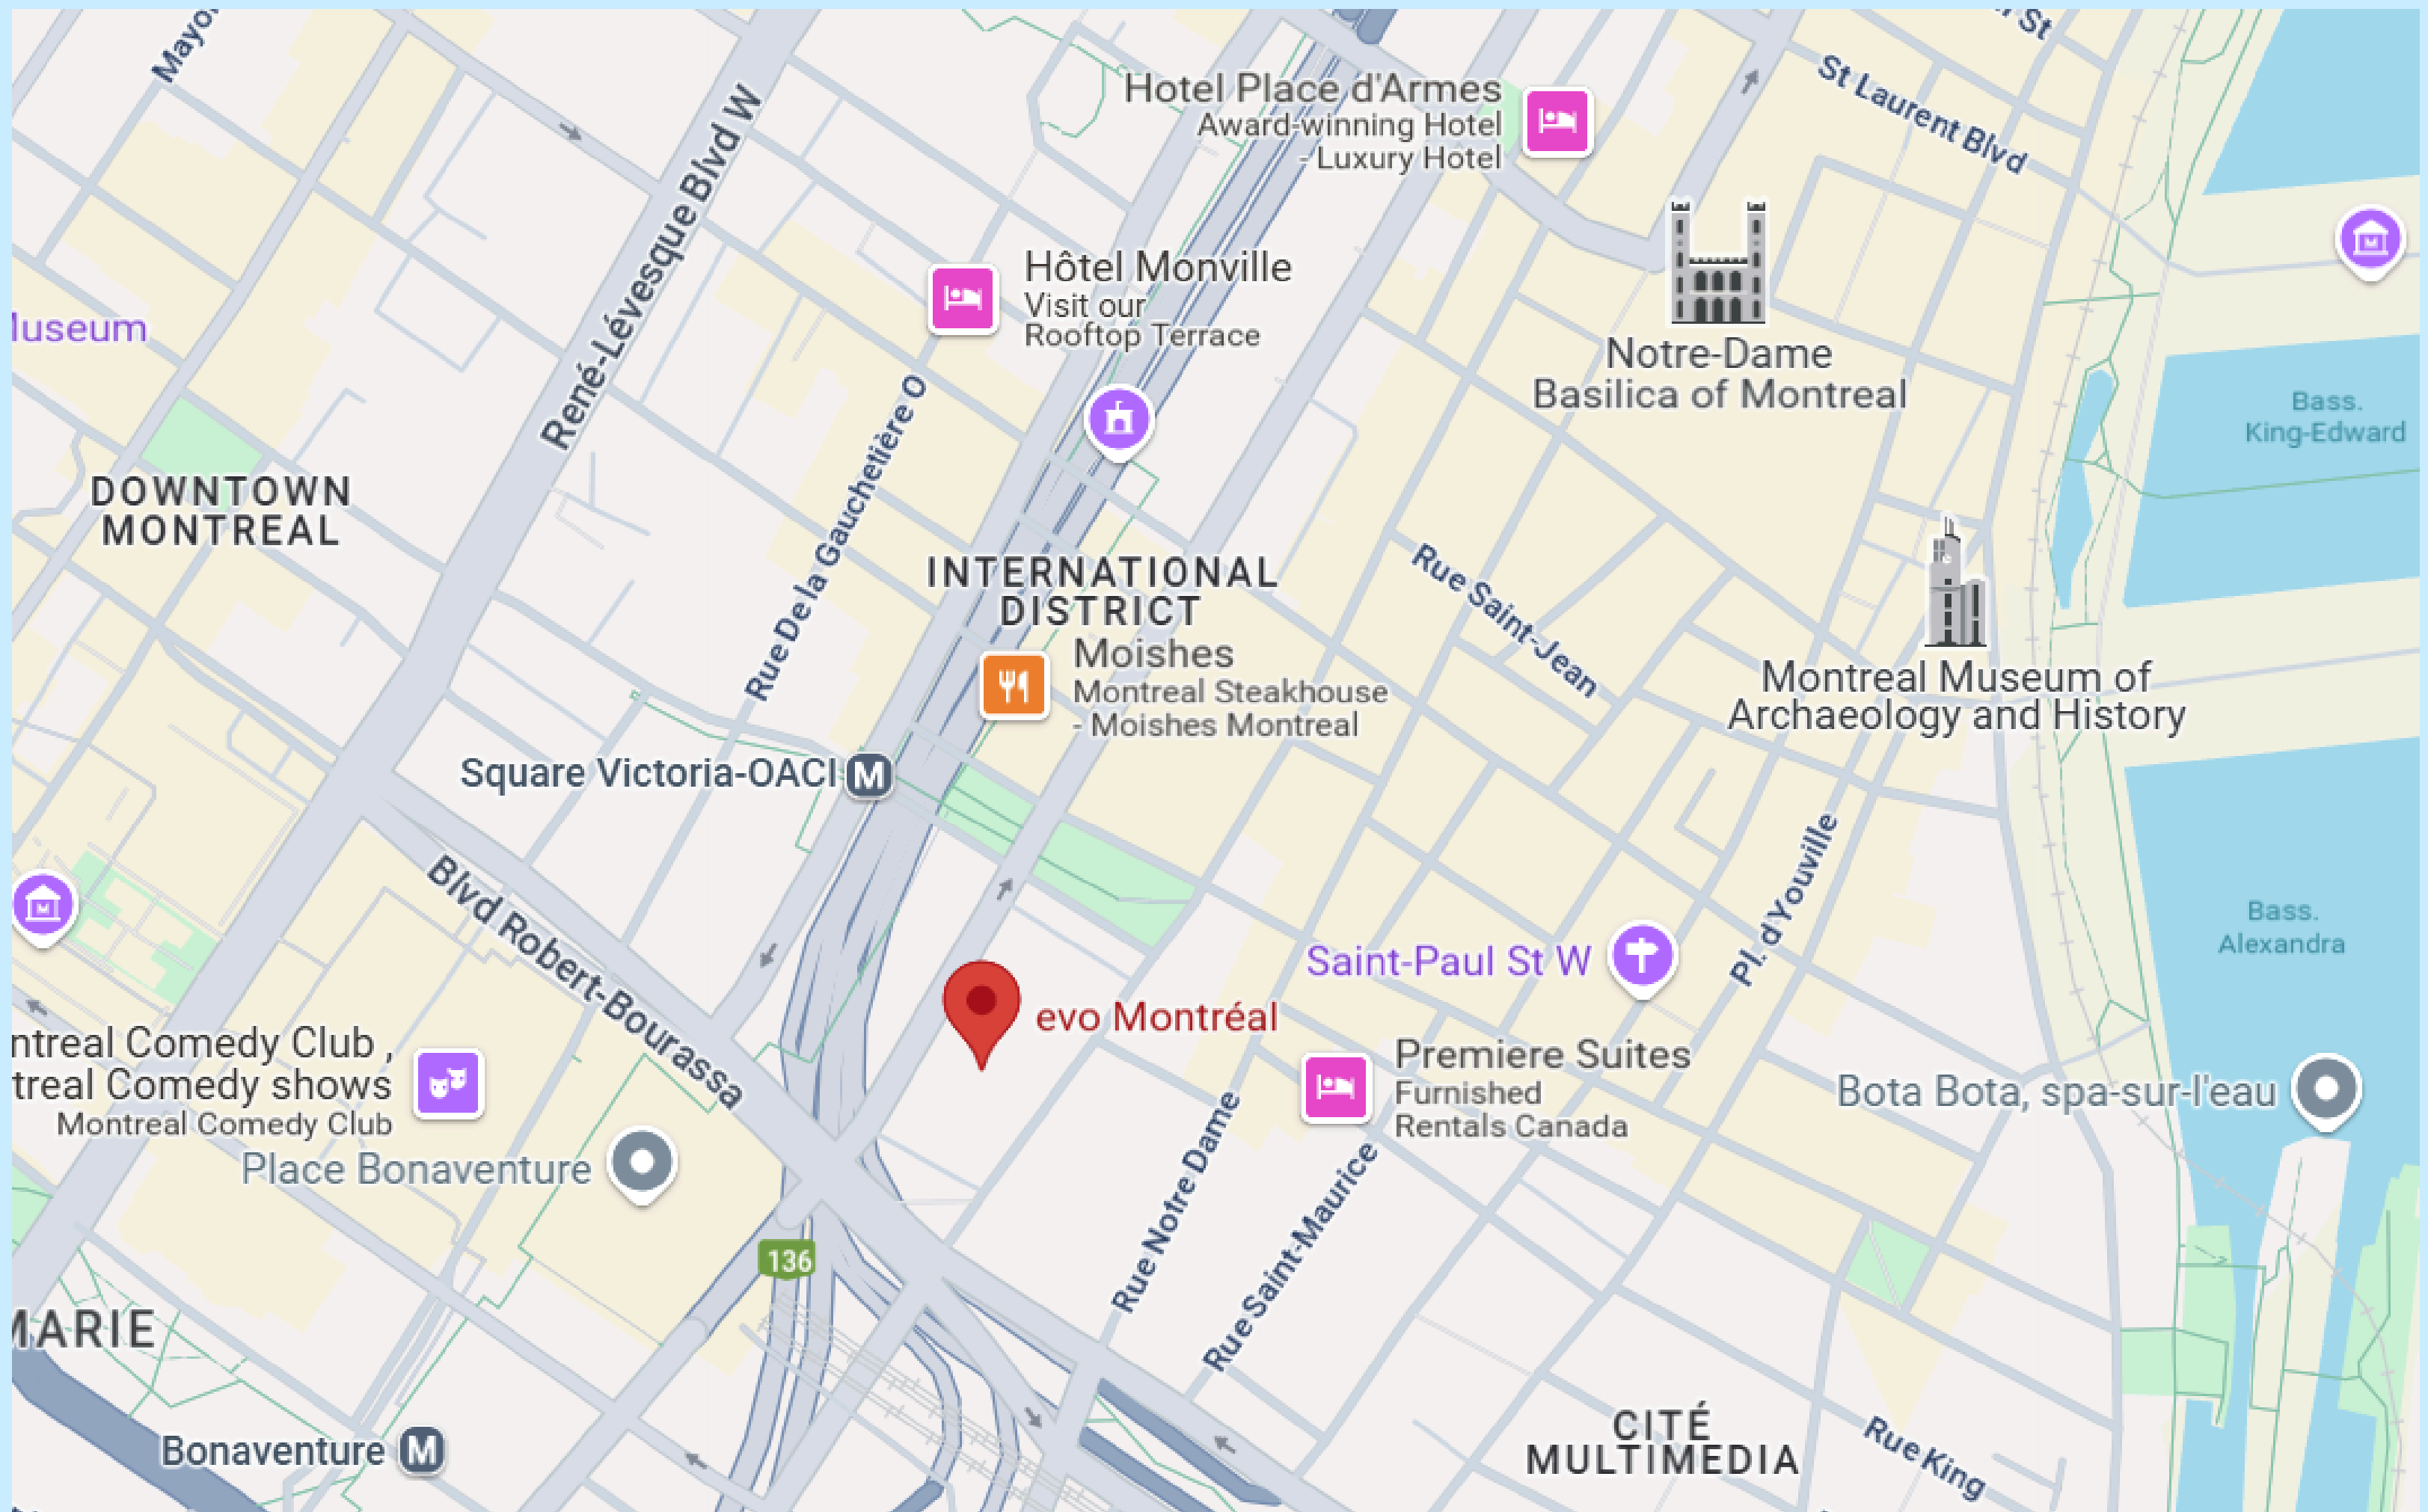 St Laurent Blvd
Hotel Place d'Armes
Award-winning Hotel
- Luxury Hotel
René-Lévesque Blvd W
Hôtel Monville
Visit our
Rooftop Terrace
Notre-Dame
Basilica of Montreal
Bass.
King-Edward
Rue De la Gauchetière O
DOWNTOWN
MONTREAL
INTERNATIONAL
DISTRICT
Rue Saint-Jean
Moishes
Montreal Steakhouse
- Moishes Montreal
Montreal Museum of
Archaeology and History
Square Victoria-OACI M
Blvd Robert-Bourassa
Pl. d'Youville
Bass.
Alexandra
Saint-Paul St W
evo Montréal
ntreal Comedy Club ,
treal Comedy shows
Montreal Comedy Club
Premiere Suites
Furnished
Rentals Canada
Bota Bota, spa-sur-l'eau
Place Bonaventure
Rue Notre Dame
Rue Saint-Maurice
136
MARIE
CITÉ
MULTIMEDIA
Rue King
Bonaventure M